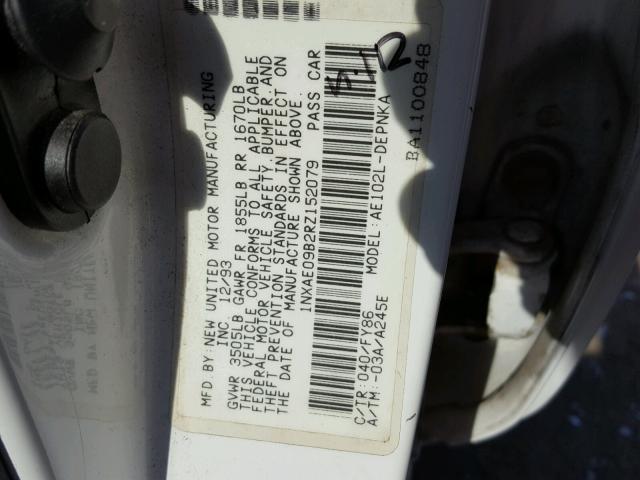 MFD BY:NEW UNITED MOTOR MANUFACTURING
INC. 12/93
GVWR 3505LB GAWR FR 1855LB RR 1670LB
THIS VEHICLE CONFORMS TO ALL APPLICABLE
FEDERAL MOTOR VEHICLE SAFETY, BUMPER, AND
THEFT PREVENTION STANDARDS IN EFFECT ON
THE DATE OF MANUFACTURE SHOWN ABOVE.
1NXAE09B2RZ152079 PASS CAR
MODEL: AE102L-DEPNKA
C/TR: 040/FY86
A/TM: -03A/A245E
BA1100848